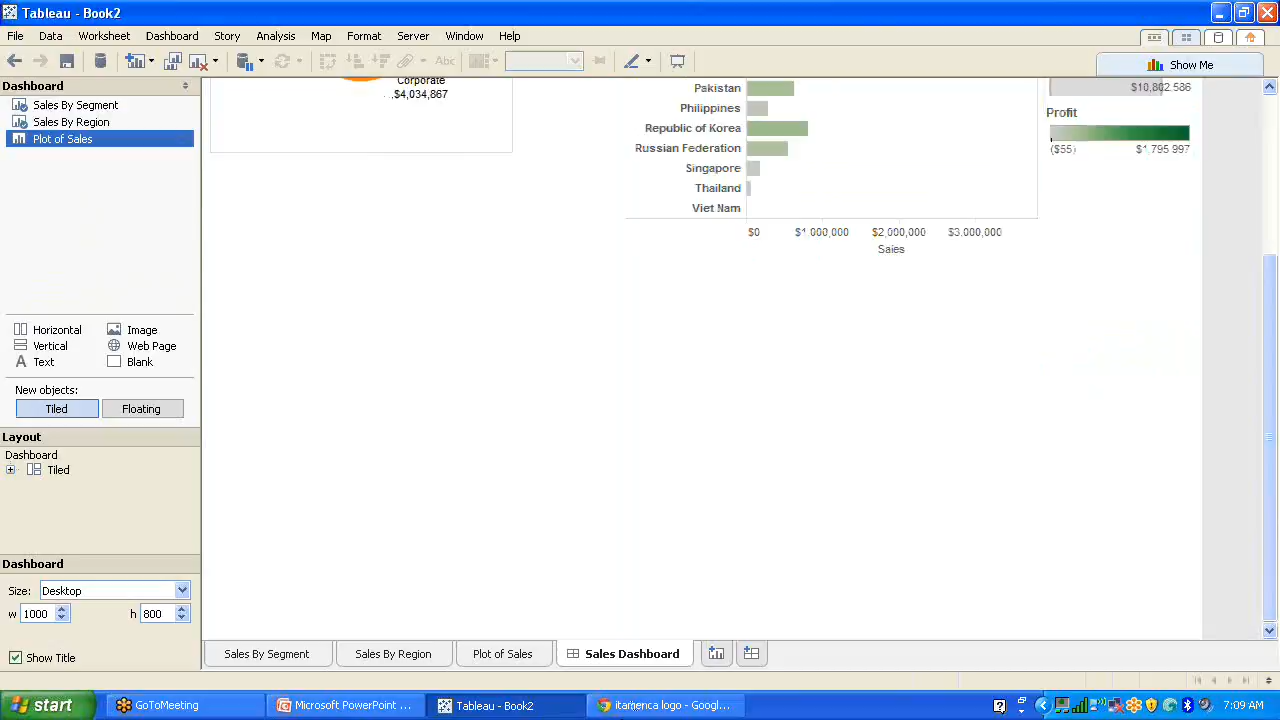 Tableau - Book2
File Data Worksheet Dashboard Story Analysis Map Format Server Window Help
Abc
Show Me
Dashboard
Sales By Segment
Sales By Region
Plot of Sales
Horizontal Image
Vertical Web Page
Text Blank
New objects:
Tiled Floating
Layout
Dashboard
Tiled
Dashboard
Size: Desktop
w 1000 h 800
Show Title
Corporate
$4,034,867
Pakistan
Philippines
Republic of Korea
Russian Federation
Singapore
Thailand
Viet Nam
$0 $1,000,000 $2,000,000 $3,000,000
Sales
$10,802.586
Profit
($55) $1,795.997
Sales By Segment Sales By Region Plot of Sales Sales Dashboard
start GoToMeeting Microsoft PowerPoint ... Tableau - Book2 itamerica logo - Googl... 7:09 AM